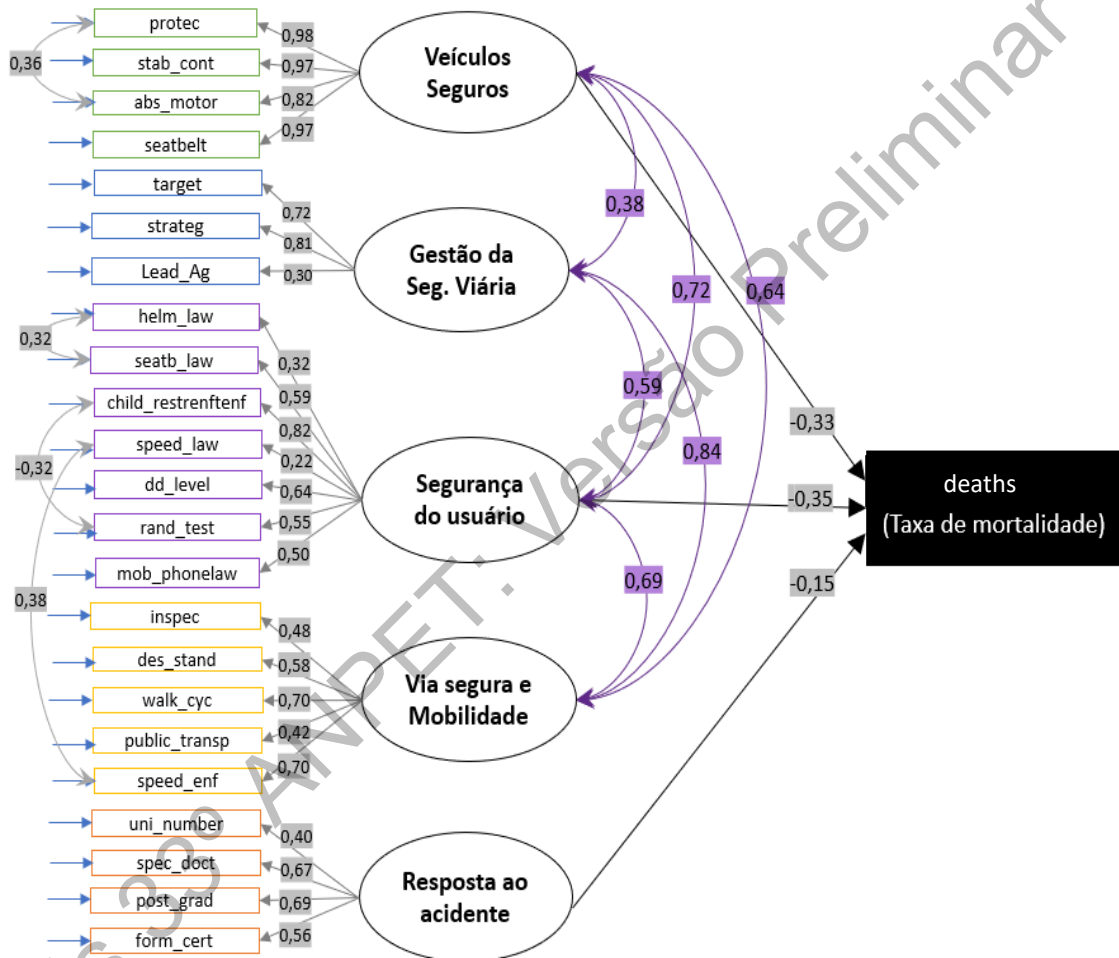 protec
stab_cont
abs_motor
seatbelt
0,36
0,98
0,97
0,82
0,97
Veículos
Seguros
target
strateg
Lead_Ag
0,72
0,81
0,30
Gestão da
Seg. Viária
helm_law
seatb_law
child_restrenftenf
speed_law
dd_level
rand_test
mob_phonelaw
0,32
-0,32
0,38
0,32
0,59
0,82
0,22
0,64
0,55
0,50
Segurança
do usuário
inspec
des_stand
walk_cyc
public_transp
speed_enf
0,48
0,58
0,70
0,42
0,70
Via segura e
Mobilidade
uni_number
spec_doct
post_grad
form_cert
0,40
0,67
0,69
0,56
Resposta ao
acidente
0,38
0,72
0,64
0,59
0,84
0,69
-0,33
-0,35
-0,15
deaths
(Taxa de mortalidade)
33º ANPET: Versão Preliminar